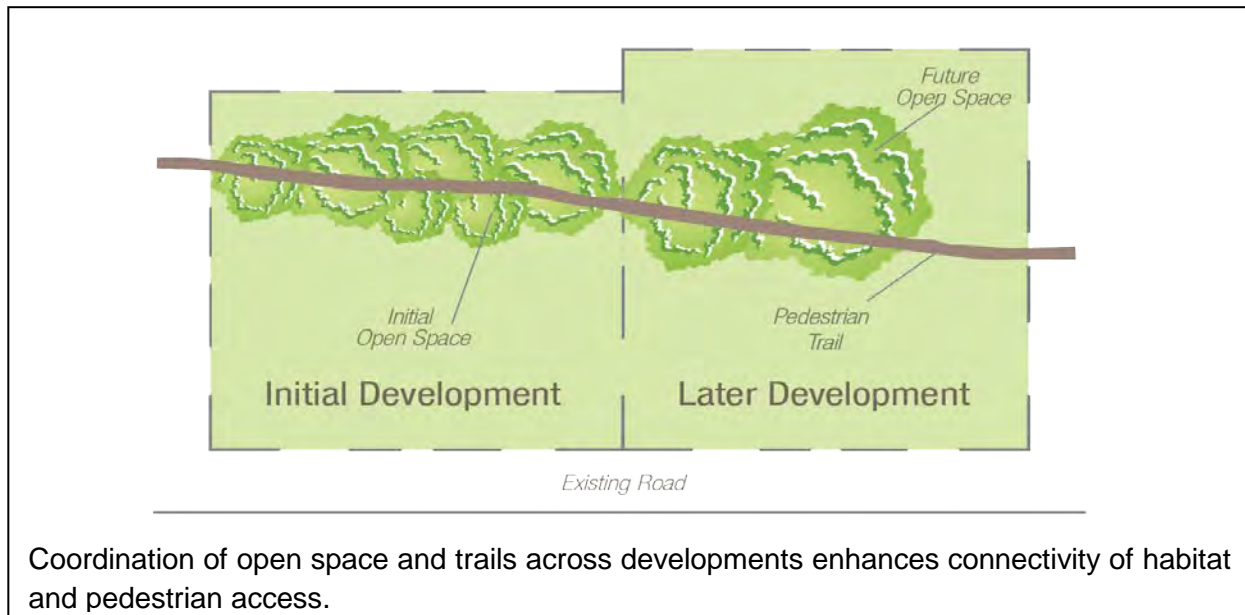 Future
Open Space
Initial
Open Space
Pedestrian
Trail
Initial Development
Later Development
Existing Road
Coordination of open space and trails across developments enhances connectivity of habitat
and pedestrian access.